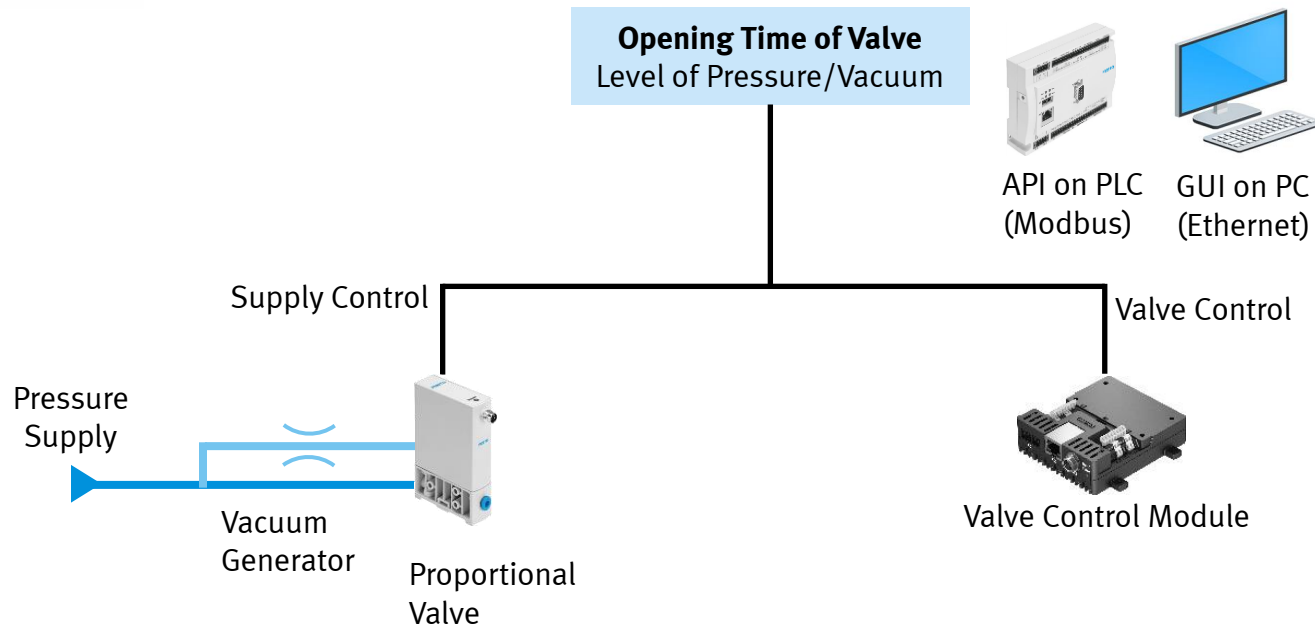 Opening Time of Valve
Level of Pressure/Vacuum
API on PLC
(Modbus)
GUI on PC
(Ethernet)
Supply Control
Valve Control
Pressure
Supply
Vacuum
Generator
Proportional
Valve
Valve Control Module